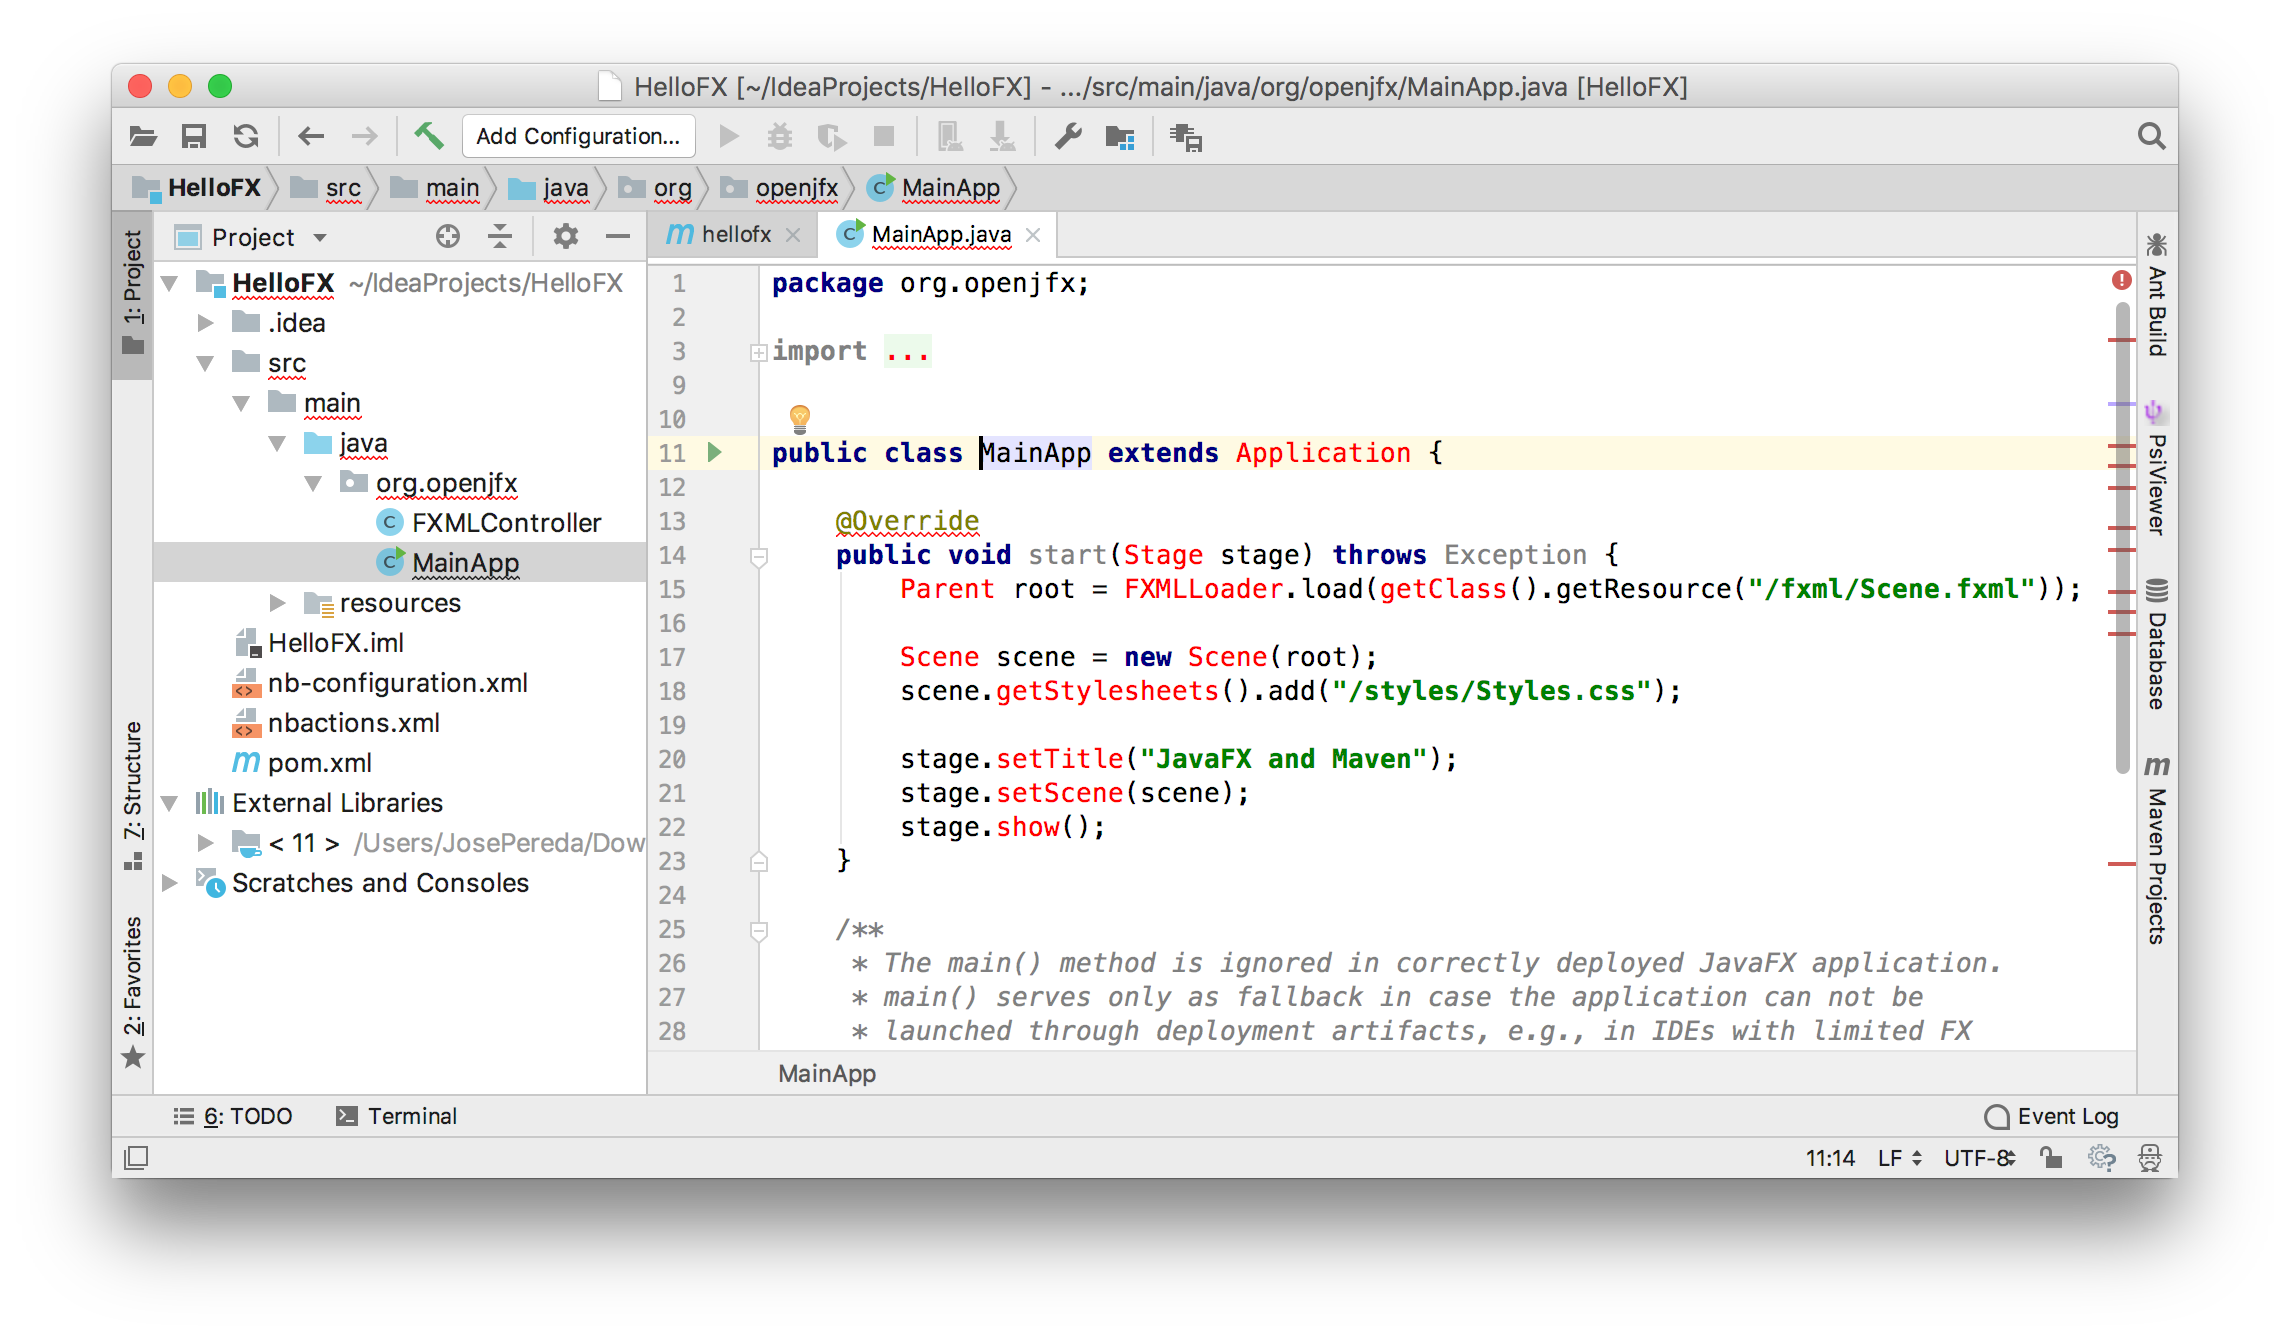 HelloFX [~/IdeaProjects/HelloFX] - .../src/main/java/org/openjfx/MainApp.java [HelloFX]
Add Configuration...
HelloFX src main java org openjfx MainApp
1: Project
7: Structure
2: Favorites
Project
HelloFX ~/IdeaProjects/HelloFX
.idea
src
main
java
org.openjfx
FXMLController
MainApp
resources
HelloFX.iml
nb-configuration.xml
nbactions.xml
pom.xml
External Libraries
< 11 > /Users/JosePereda/Dow
Scratches and Consoles
hellofx MainApp.java
1 package org.openjfx;
2
3 import ...
9
10
11 public class MainApp extends Application {
12
13 @Override
14 public void start(Stage stage) throws Exception {
15 Parent root = FXMLLoader.load(getClass().getResource("/fxml/Scene.fxml"));
16
17 Scene scene = new Scene(root);
18 scene.getStylesheets().add("/styles/Styles.css");
19
20 stage.setTitle("JavaFX and Maven");
21 stage.setScene(scene);
22 stage.show();
23 }
24
25 /**
26 * The main() method is ignored in correctly deployed JavaFX application.
27 * main() serves only as fallback in case the application can not be
28 * launched through deployment artifacts, e.g., in IDEs with limited FX
MainApp
Ant Build
PsiViewer
Database
Maven Projects
6: TODO Terminal Event Log
11:14 LF UTF-8